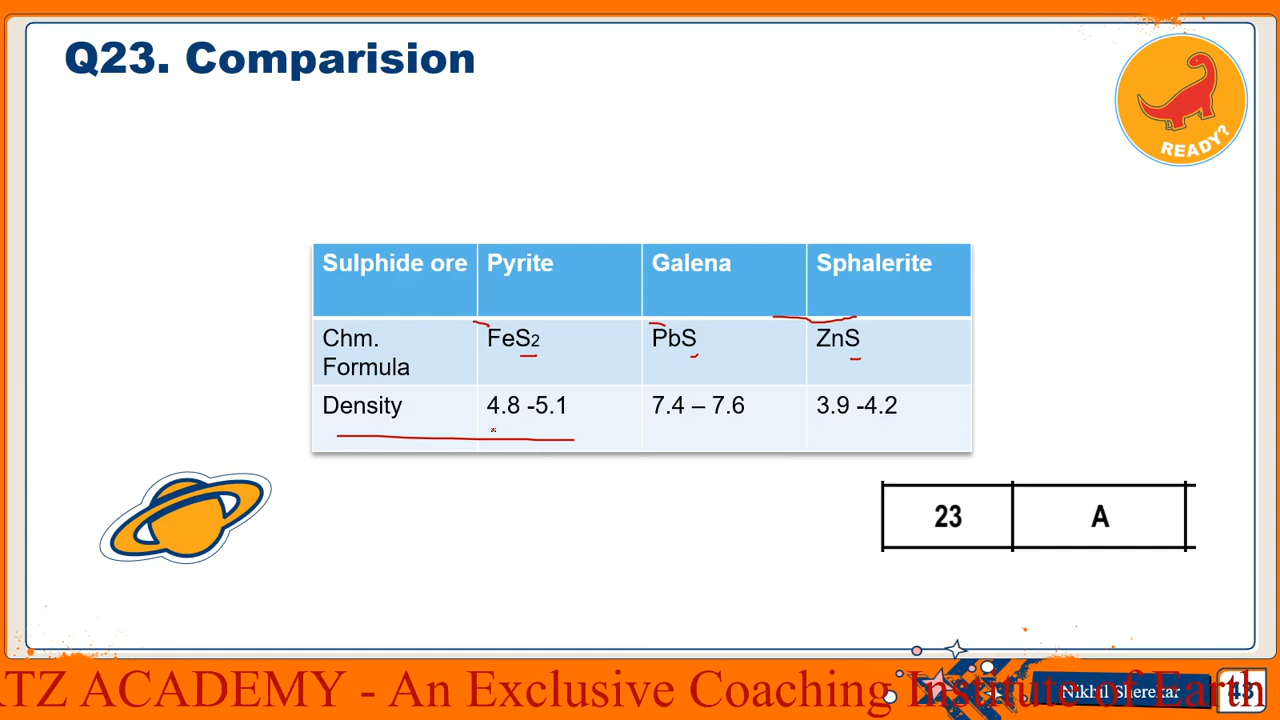 Q23. Comparision
READY?
Sulphide ore Pyrite Galena Sphalerite
Chm. FeS2 PbS ZnS
Formula
Density 4.8 -5.1 7.4 – 7.6 3.9 -4.2
23 A
TZ ACADEMY - An Exclusive Coaching Institute of Earth
Nikhil Sherekar
43